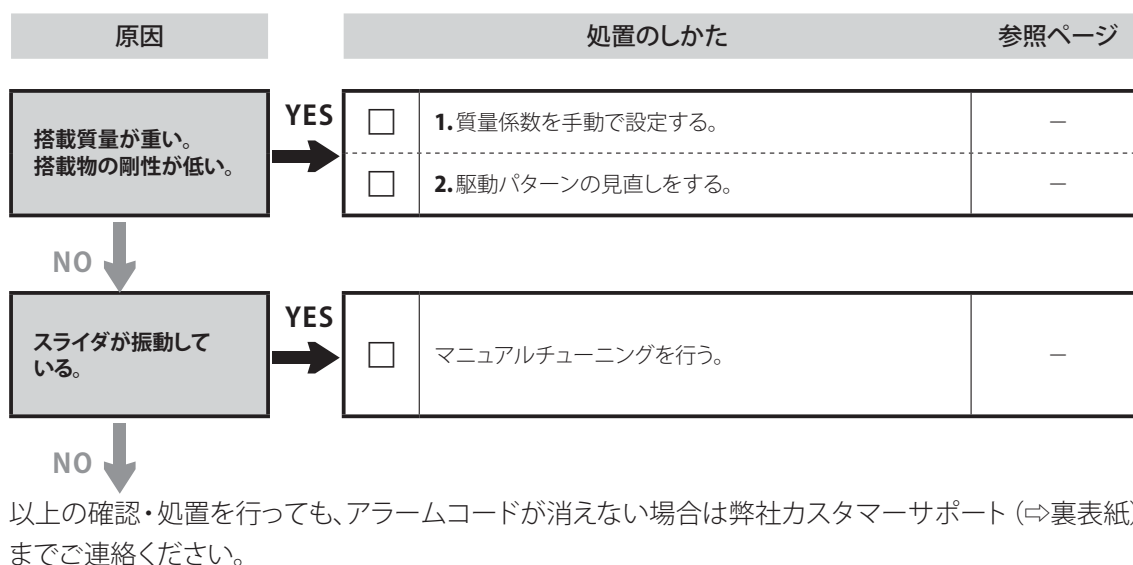 原因
処置のしかた
参照ページ
搭載質量が重い。
搭載物の剛性が低い。
YES
□ 1.質量係数を手動で設定する。 －
□ 2.駆動パターンの見直しをする。 －
NO
スライダが振動して
いる。
YES
□ マニュアルチューニングを行う。 －
NO
以上の確認・処置を行っても、アラームコードが消えない場合は弊社カスタマーサポート（⇨裏表紙）
までご連絡ください。